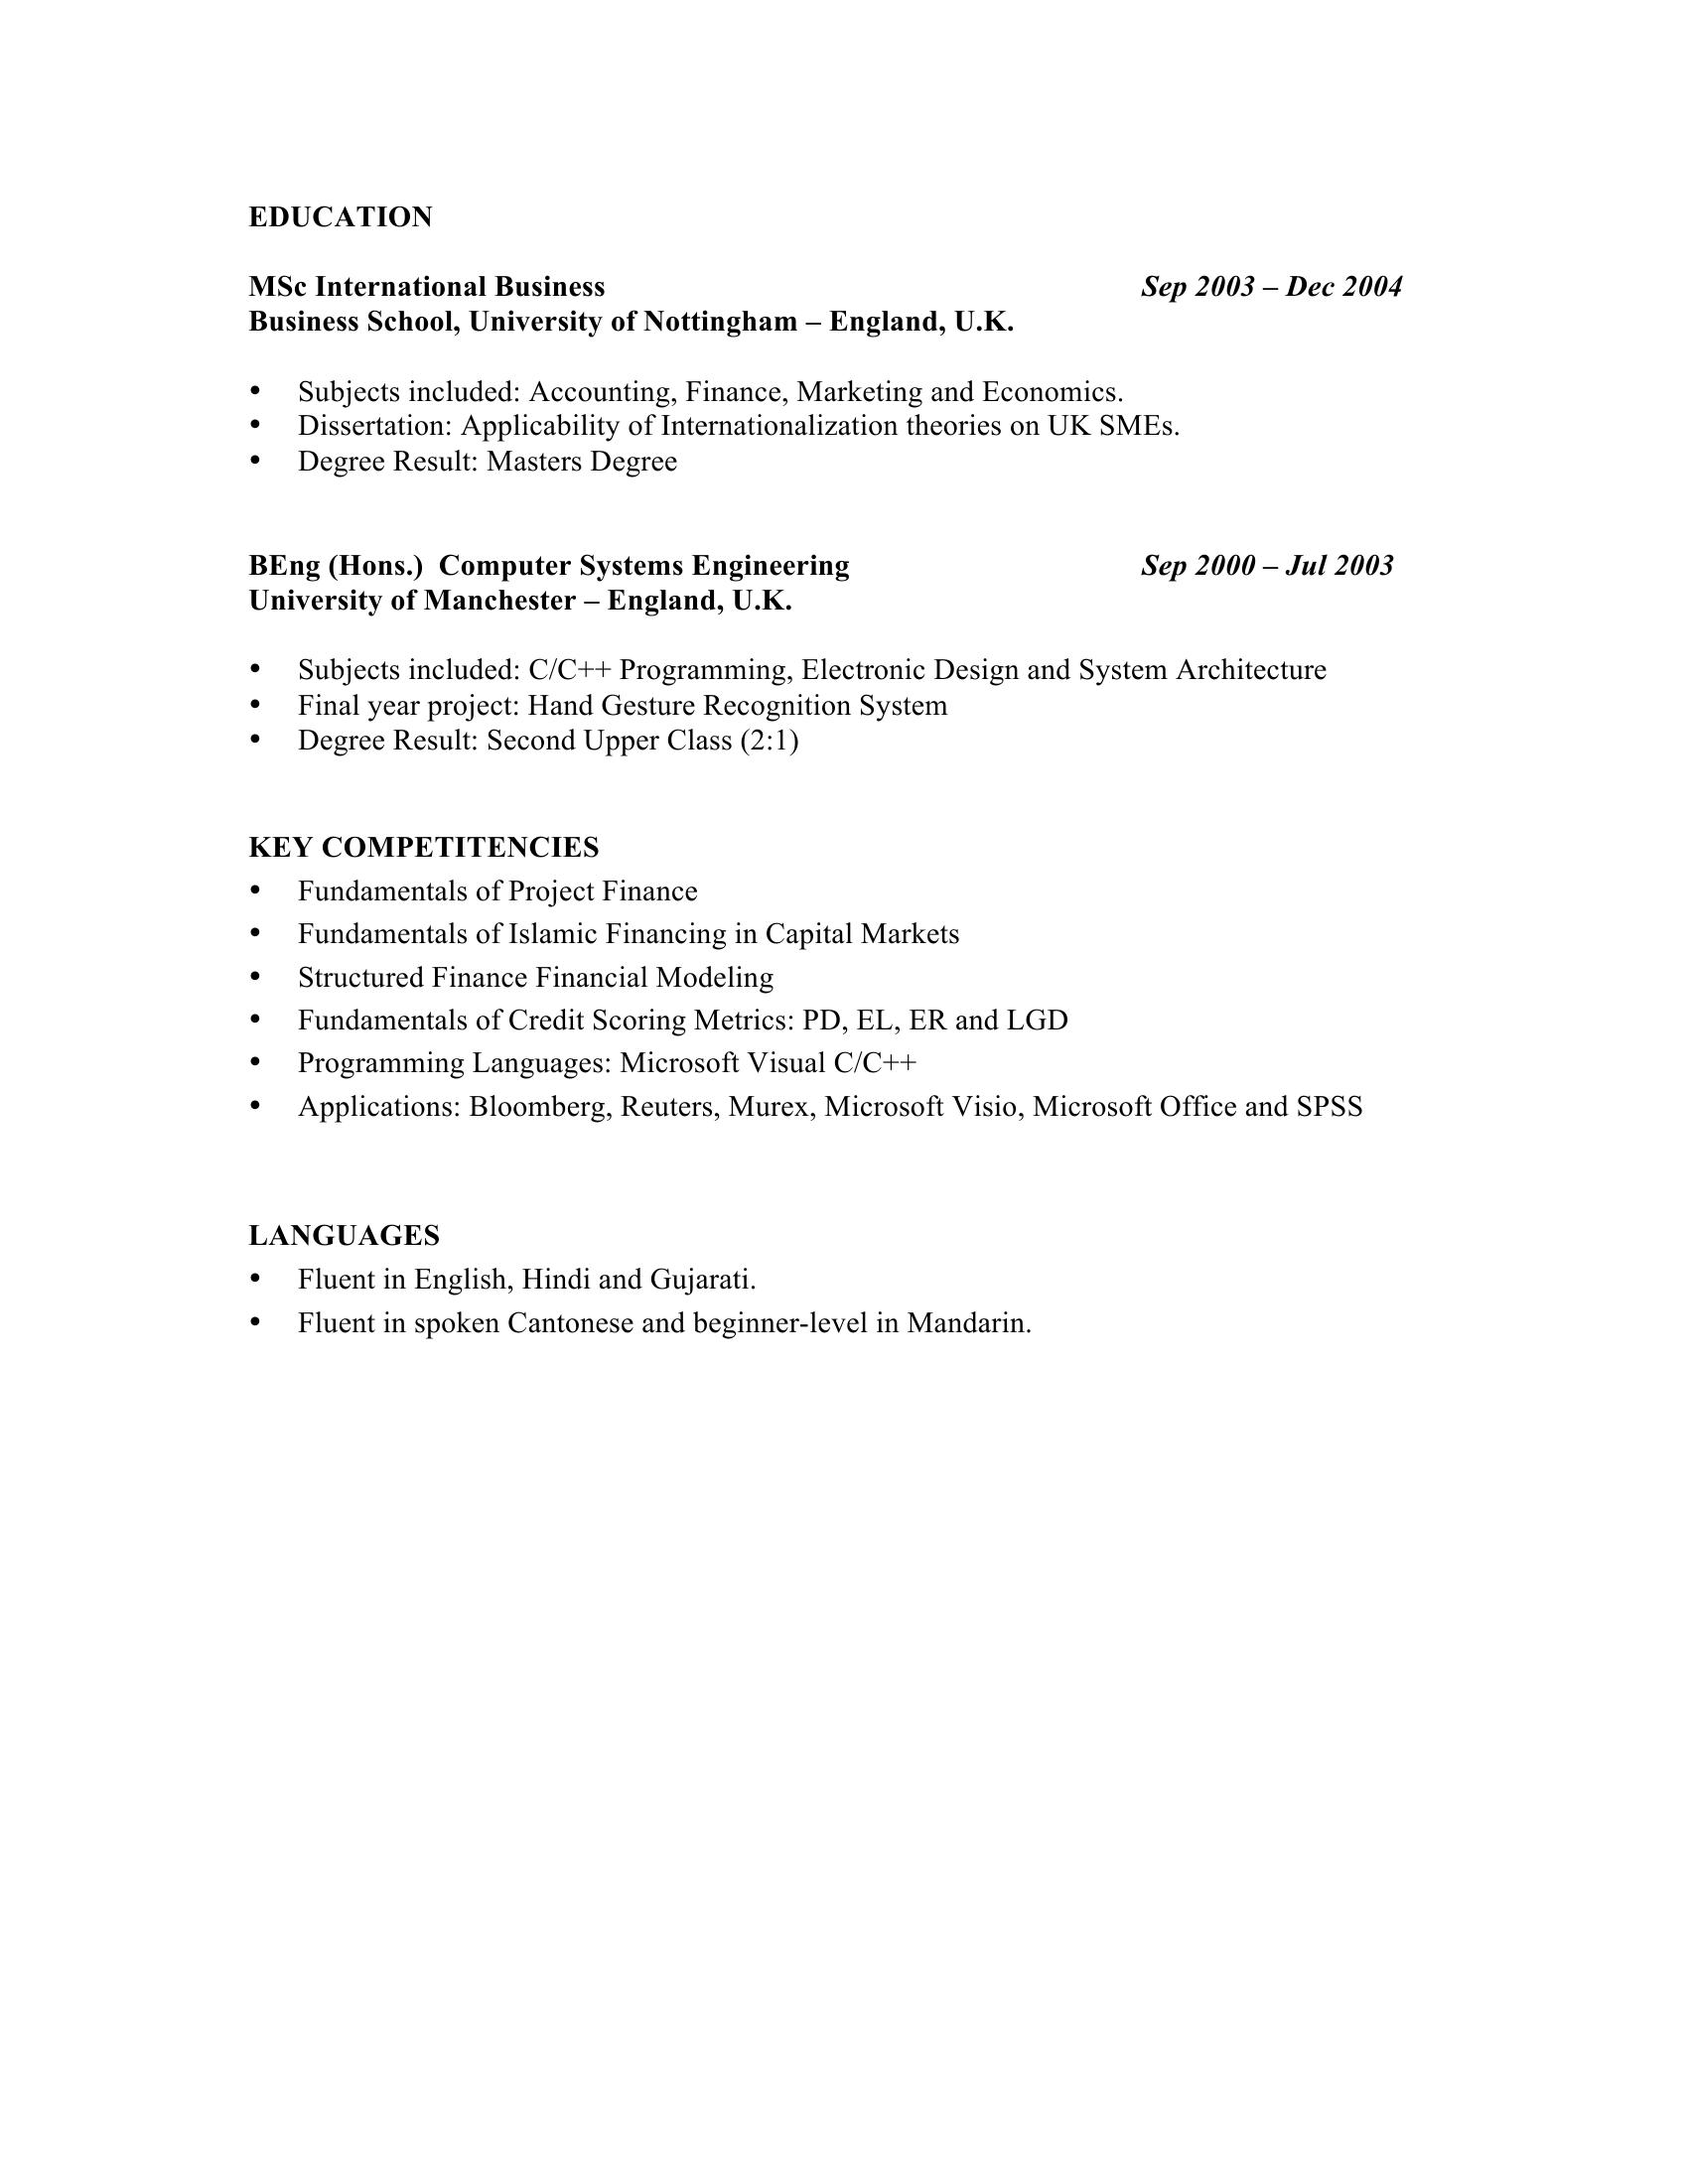 EDUCATION
MSc International Business Sep 2003 – Dec 2004
Business School, University of Nottingham – England, U.K.
• Subjects included: Accounting, Finance, Marketing and Economics.
• Dissertation: Applicability of Internationalization theories on UK SMEs.
• Degree Result: Masters Degree
BEng (Hons.)  Computer Systems Engineering Sep 2000 – Jul 2003
University of Manchester – England, U.K.
• Subjects included: C/C++ Programming, Electronic Design and System Architecture
• Final year project: Hand Gesture Recognition System
• Degree Result: Second Upper Class (2:1)
KEY COMPETITENCIES
• Fundamentals of Project Finance
• Fundamentals of Islamic Financing in Capital Markets
• Structured Finance Financial Modeling
• Fundamentals of Credit Scoring Metrics: PD, EL, ER and LGD
• Programming Languages: Microsoft Visual C/C++
• Applications: Bloomberg, Reuters, Murex, Microsoft Visio, Microsoft Office and SPSS
LANGUAGES
• Fluent in English, Hindi and Gujarati.
• Fluent in spoken Cantonese and beginner-level in Mandarin.